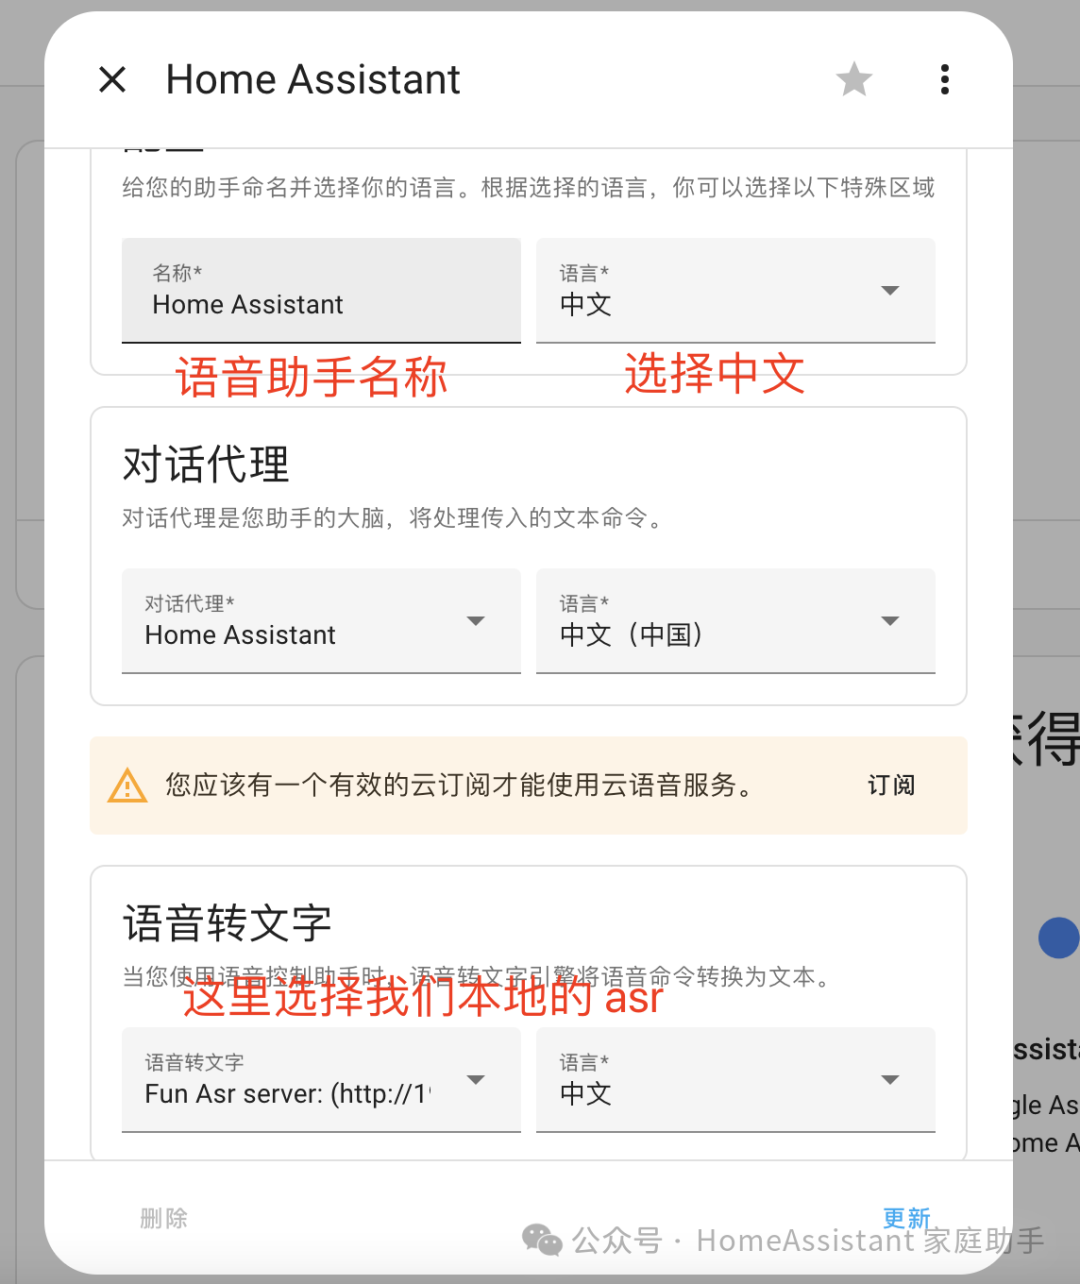 Home Assistant
给您的助手命名并选择你的语言。根据选择的语言，你可以选择以下特殊区域
名称*
Home Assistant
语言*
中文
语音助手名称
选择中文
对话代理
对话代理是您助手的大脑，将处理传入的文本命令。
对话代理*
Home Assistant
语言*
中文（中国）
您应该有一个有效的云订阅才能使用云语音服务。
订阅
语音转文字
当您使用语音控制助手时，语音转文字引擎将语音命令转换为文本。
这里选择我们本地的 asr
语音转文字
Fun Asr server: (http://1
语言*
中文
删除
更新
公众号 · HomeAssistant 家庭助手
得
ssist
gle As
ome A